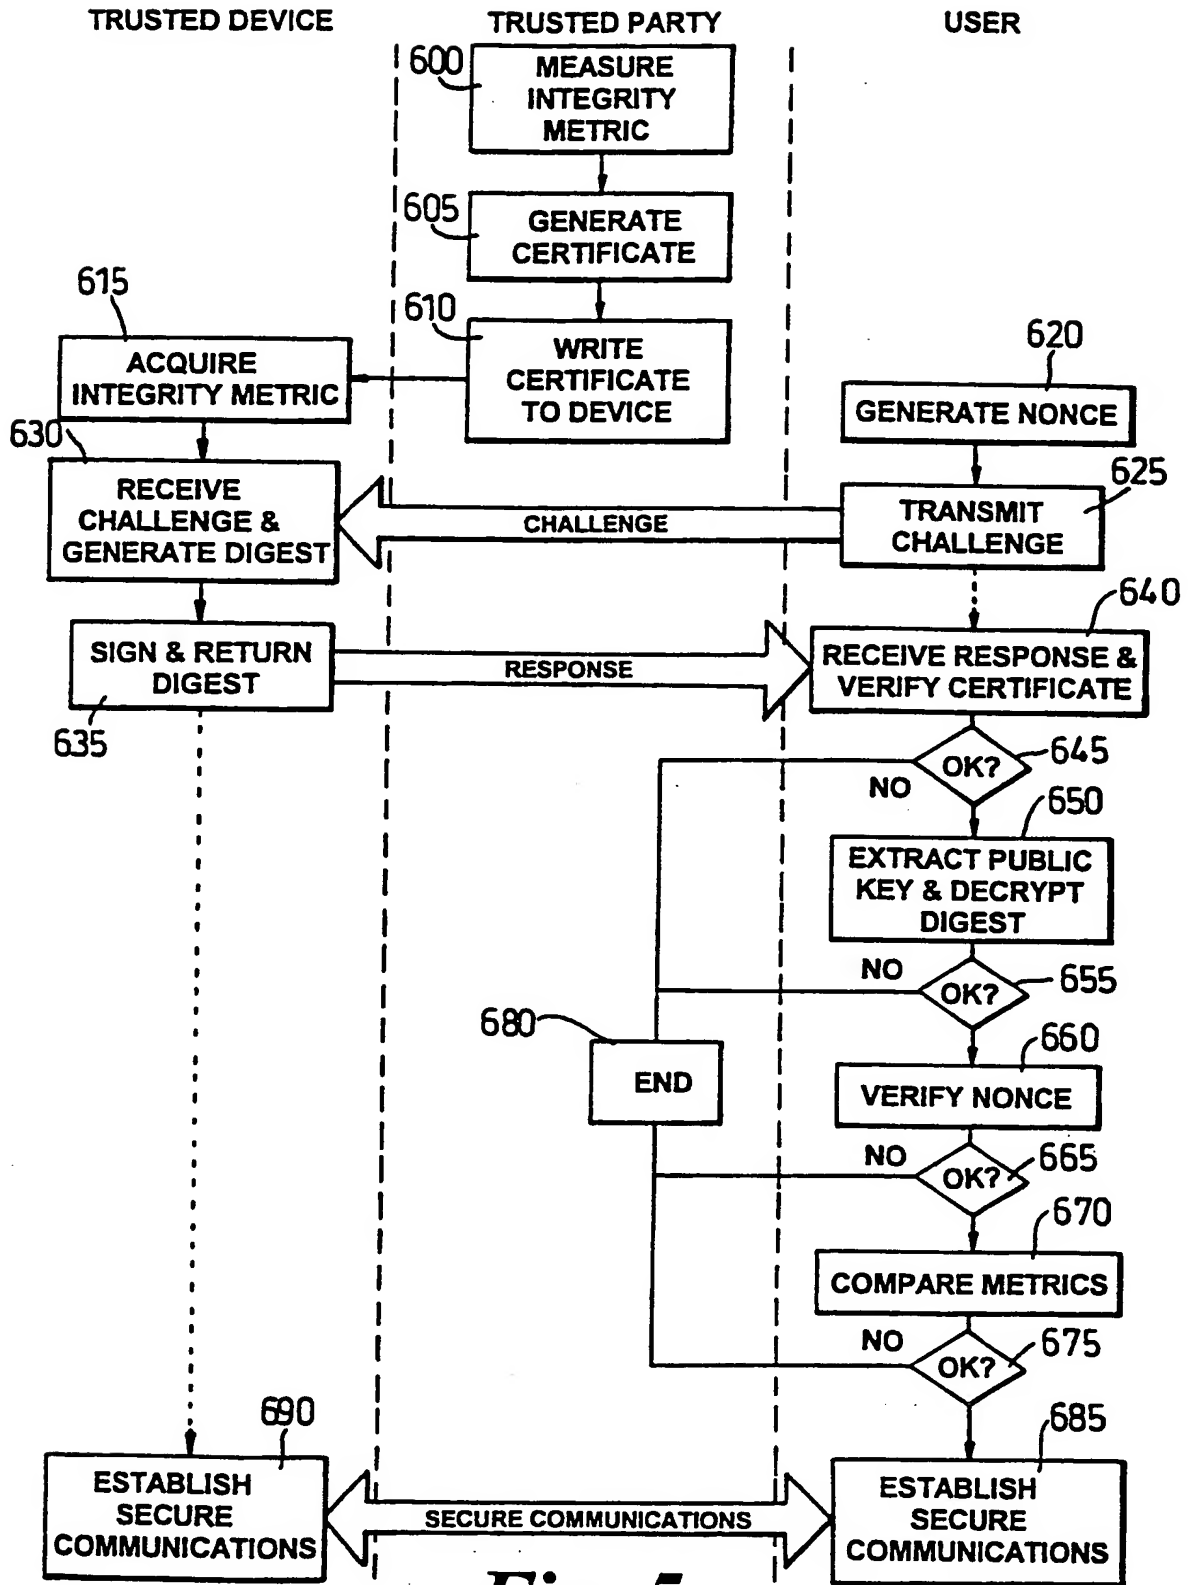 TRUSTED DEVICE
TRUSTED PARTY
USER
600
MEASURE
INTEGRITY
METRIC
605
GENERATE
CERTIFICATE
615
610
ACQUIRE
INTEGRITY METRIC
WRITE
CERTIFICATE
TO DEVICE
620
GENERATE NONCE
630
RECEIVE
CHALLENGE &
GENERATE DIGEST
CHALLENGE
625
TRANSMIT
CHALLENGE
640
SIGN & RETURN
DIGEST
635
RESPONSE
RECEIVE RESPONSE &
VERIFY CERTIFICATE
OK?
645
NO
650
EXTRACT PUBLIC
KEY & DECRYPT
DIGEST
NO
OK?
655
680
END
660
VERIFY NONCE
NO
OK?
665
670
COMPARE METRICS
NO
OK?
675
690
ESTABLISH
SECURE
COMMUNICATIONS
SECURE COMMUNICATIONS
685
ESTABLISH
SECURE
COMMUNICATIONS